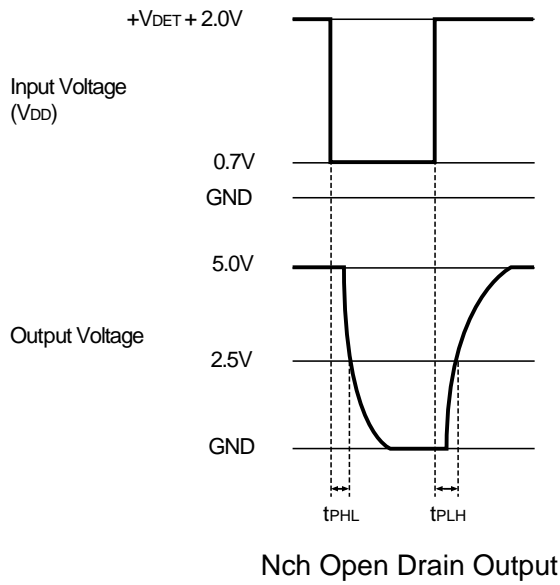 +VDET + 2.0V
Input Voltage
(VDD)
0.7V
GND
5.0V
Output Voltage
2.5V
GND
tPHL tPLH
Nch Open Drain Output